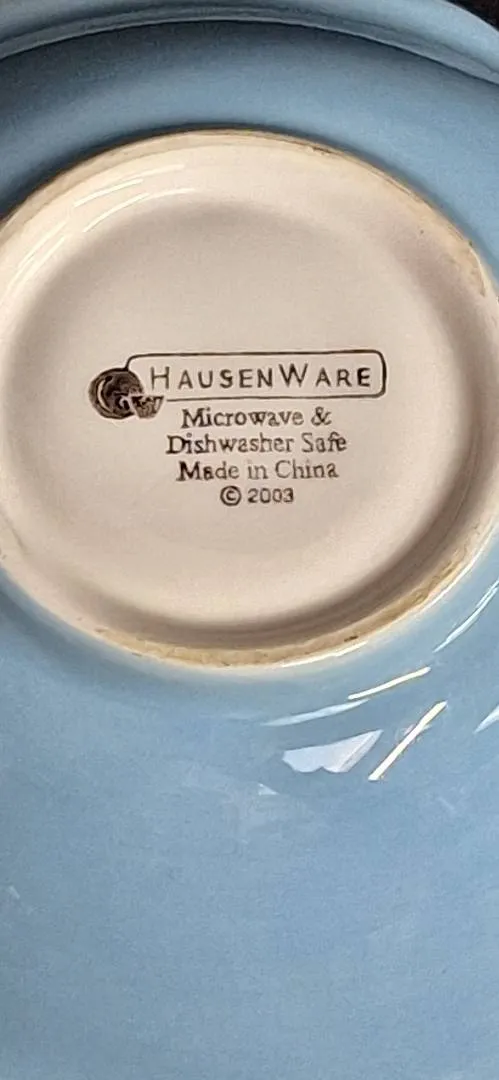 HAUSENWARE
Microwave &
Dishwasher Safe
Made in China
© 2003